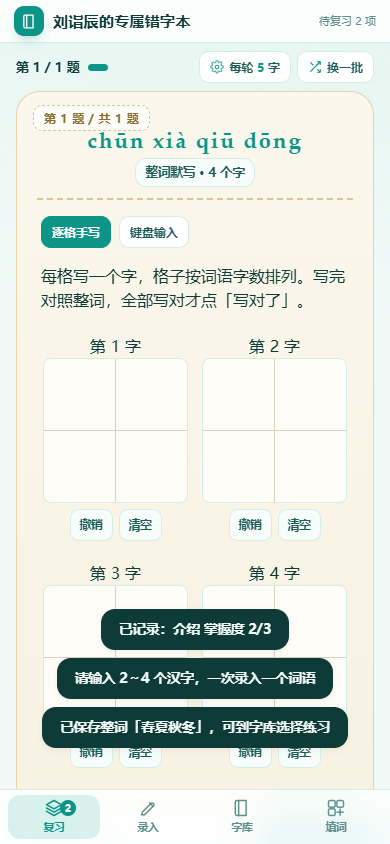 刘诣辰的专属错字本
待复习 2 项
第 1 / 1 题
每轮 5 字
换一批
第 1 题 / 共 1 题
chūn xià qiū dōng
整词默写 • 4 个字
逐格手写
键盘输入
每格写一个字，格子按词语字数排列。写完
对照整词，全部写对才点「写对了」。
第 1 字
第 2 字
撤销
清空
撤销
清空
第 3 字
第 4 字
已记录：介绍 掌握度 2/3
请输入 2~4 个汉字，一次录入一个词语
已保存整词「春夏秋冬」，可到字库选择练习
撤销
清空
撤销
清空
2
复习
录入
字库
填词